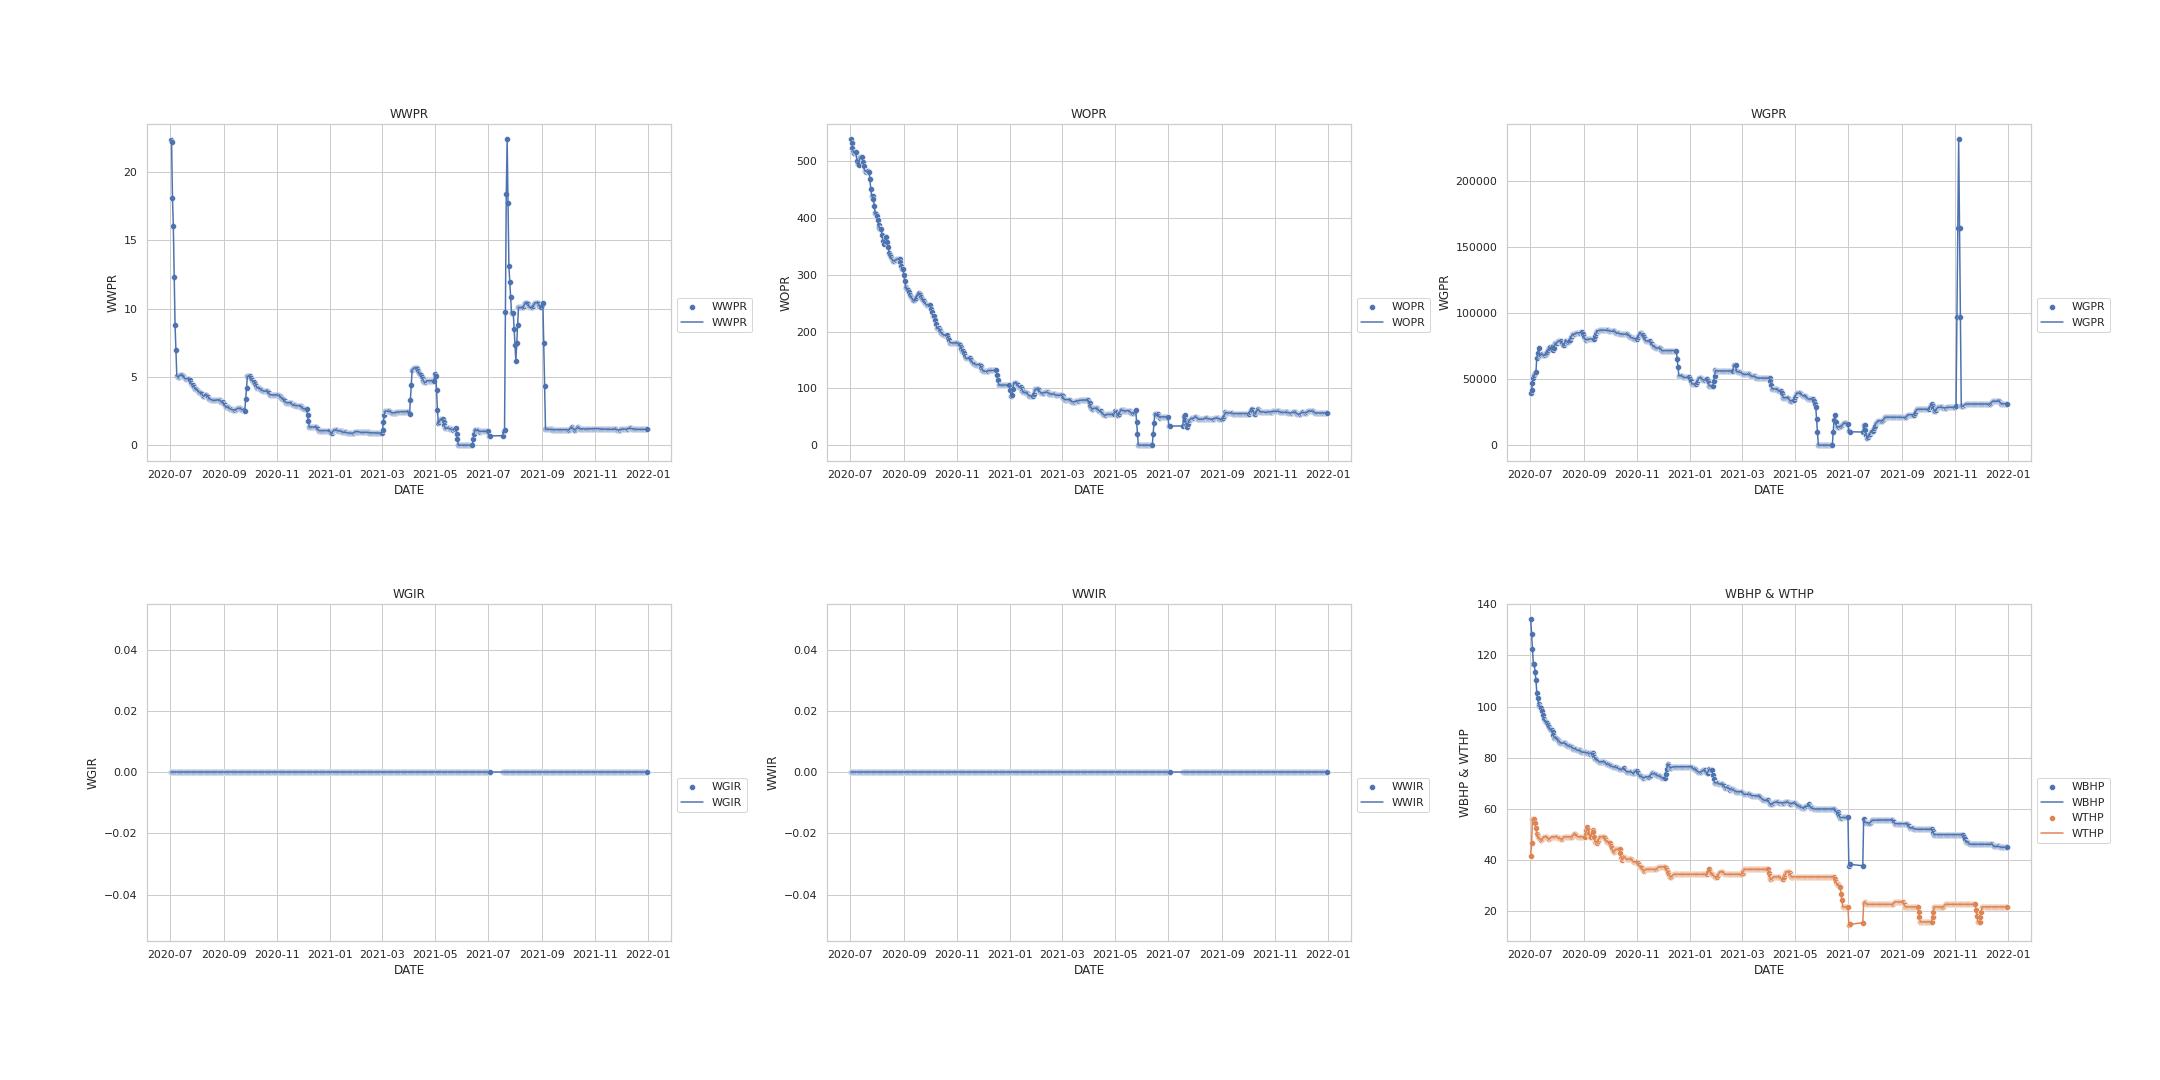 WWPR
20
15
10
5
0
WWPR
2020-07 2020-09 2020-11 2021-01 2021-03 2021-05 2021-07 2021-09 2021-11 2022-01
DATE
WWPR
WWPR
WOPR
500
400
300
200
100
0
WOPR
2020-07 2020-09 2020-11 2021-01 2021-03 2021-05 2021-07 2021-09 2021-11 2022-01
DATE
WOPR
WOPR
WGPR
200000
150000
100000
50000
0
WGPR
2020-07 2020-09 2020-11 2021-01 2021-03 2021-05 2021-07 2021-09 2021-11 2022-01
DATE
WGPR
WGPR
WGIR
0.04
0.02
0.00
−0.02
−0.04
WGIR
2020-07 2020-09 2020-11 2021-01 2021-03 2021-05 2021-07 2021-09 2021-11 2022-01
DATE
WGIR
WGIR
WWIR
0.04
0.02
0.00
−0.02
−0.04
WWIR
2020-07 2020-09 2020-11 2021-01 2021-03 2021-05 2021-07 2021-09 2021-11 2022-01
DATE
WWIR
WWIR
WBHP & WTHP
140
120
100
80
60
40
20
WBHP & WTHP
2020-07 2020-09 2020-11 2021-01 2021-03 2021-05 2021-07 2021-09 2021-11 2022-01
DATE
WBHP
WBHP
WTHP
WTHP